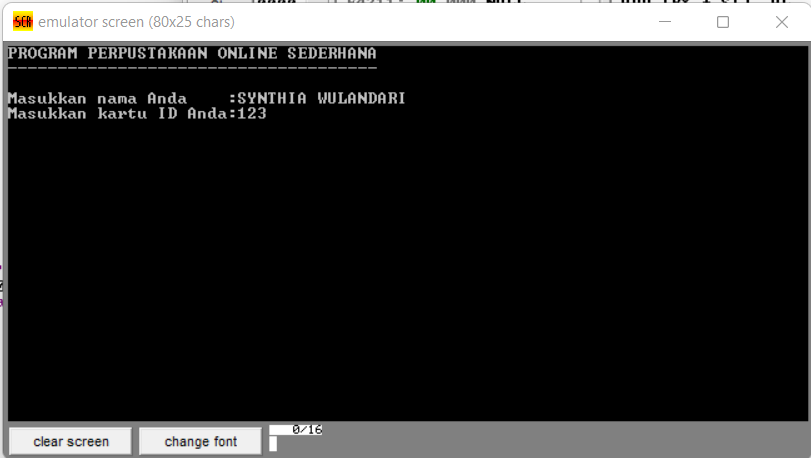 emulator screen (80x25 chars)
PROGRAM PERPUSTAKAAN ONLINE SEDERHANA
-------------------------------------
Masukkan nama Anda    :SYNTHIA WULANDARI
Masukkan kartu ID Anda:123
clear screen
change font
0/16